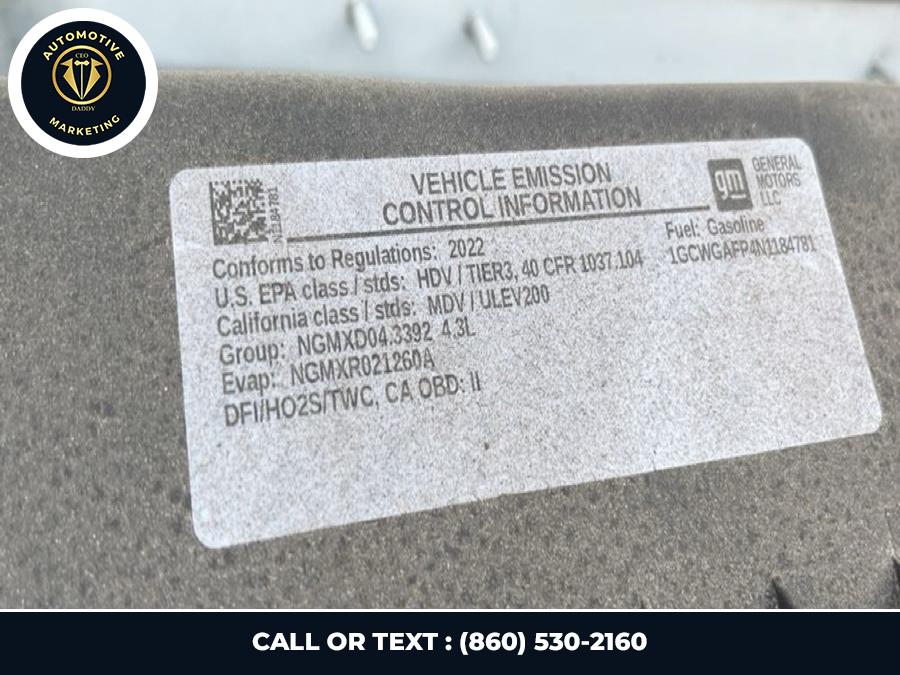 AUTOMOTIVE
CEO
DADDY
MARKETING
VEHICLE EMISSION
CONTROL INFORMATION
gm
GENERAL
MOTORS
LLC
N1184781
Conforms to Regulations: 2022
Fuel: Gasoline
U.S. EPA class / stds: HDV / TIER3, 40 CFR 1037.104
1GCWGAFP4N1184781
California class / stds: MDV / ULEV200
Group: NGMXD04.3392 4.3L
Evap: NGMXR021260A
DFI/HO2S/TWC, CA OBD: II
CALL OR TEXT : (860) 530-2160